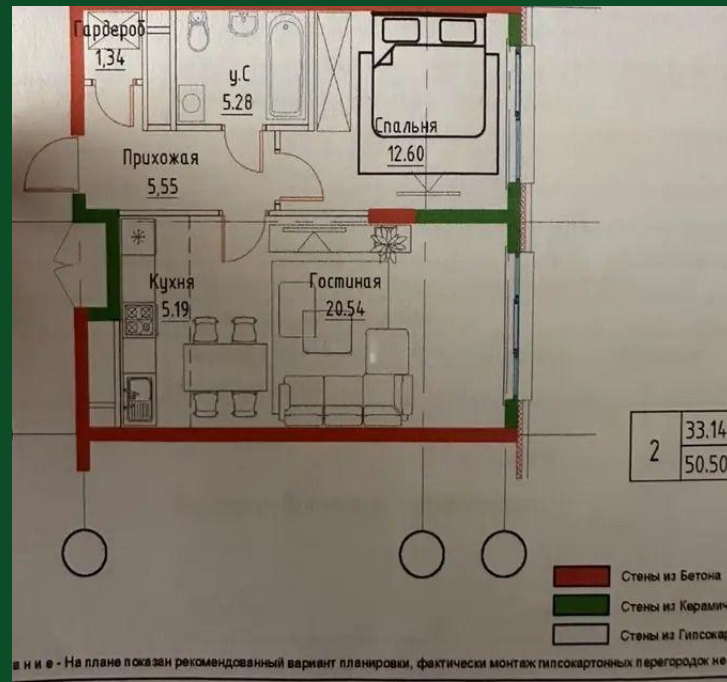 Гардероб
1,34
у.С
5.28
Спальня
12.60
Прихожая
5,55
Кухня
5.19
Гостиная
20.54
2
33.14
50.50
Стены из Бетона
Стены из Керамич
Стены из Гипсокар
ание - На плане показан рекомендованный вариант планировки, фактически монтаж гипсокартонных перегородок не